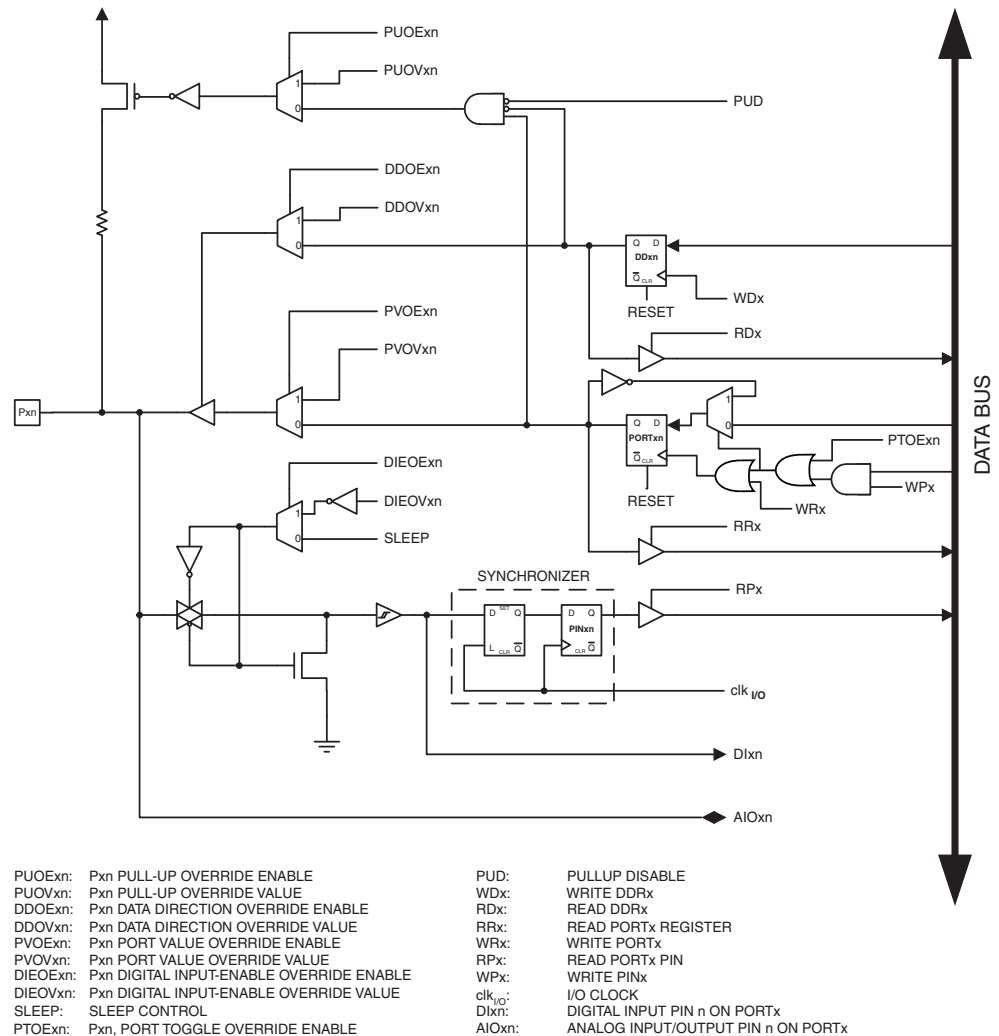 PUOExn
PUOVxn
1
0
PUD
DDOExn
DDOVxn
1
0
Q D
DDxn
Q CLR
WDx
RESET
RDx
PVOExn
PVOVxn
1
0
Pxn
1
0
Q D
PORTxn
Q CLR
PTOExn
WPx
RESET
WRx
RRx
DATA BUS
DIEOExn
DIEOVxn
1
0
SLEEP
SYNCHRONIZER
D SET Q
L CLR Q
D Q
PINxn
CLR Q
RPx
clk I/O
DIxn
AIOxn
PUOExn: Pxn PULL-UP OVERRIDE ENABLE
PUOVxn: Pxn PULL-UP OVERRIDE VALUE
DDOExn: Pxn DATA DIRECTION OVERRIDE ENABLE
DDOVxn: Pxn DATA DIRECTION OVERRIDE VALUE
PVOExn: Pxn PORT VALUE OVERRIDE ENABLE
PVOVxn: Pxn PORT VALUE OVERRIDE VALUE
DIEOExn: Pxn DIGITAL INPUT-ENABLE OVERRIDE ENABLE
DIEOVxn: Pxn DIGITAL INPUT-ENABLE OVERRIDE VALUE
SLEEP: SLEEP CONTROL
PTOExn: Pxn, PORT TOGGLE OVERRIDE ENABLE
PUD: PULLUP DISABLE
WDx: WRITE DDRx
RDx: READ DDRx
RRx: READ PORTx REGISTER
WRx: WRITE PORTx
RPx: READ PORTx PIN
WPx: WRITE PINx
clkI/O: I/O CLOCK
DIxn: DIGITAL INPUT PIN n ON PORTx
AIOxn: ANALOG INPUT/OUTPUT PIN n ON PORTx